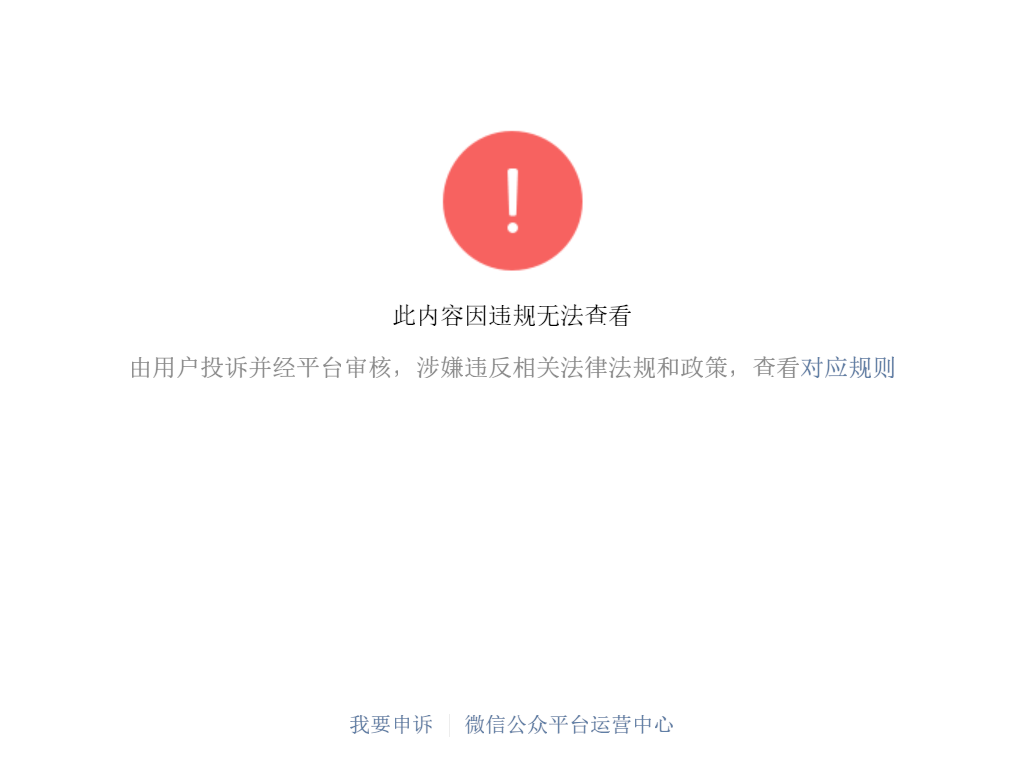 此内容因违规无法查看
由用户投诉并经平台审核，涉嫌违反相关法律法规和政策，查看对应规则
我要申诉 微信公众平台运营中心